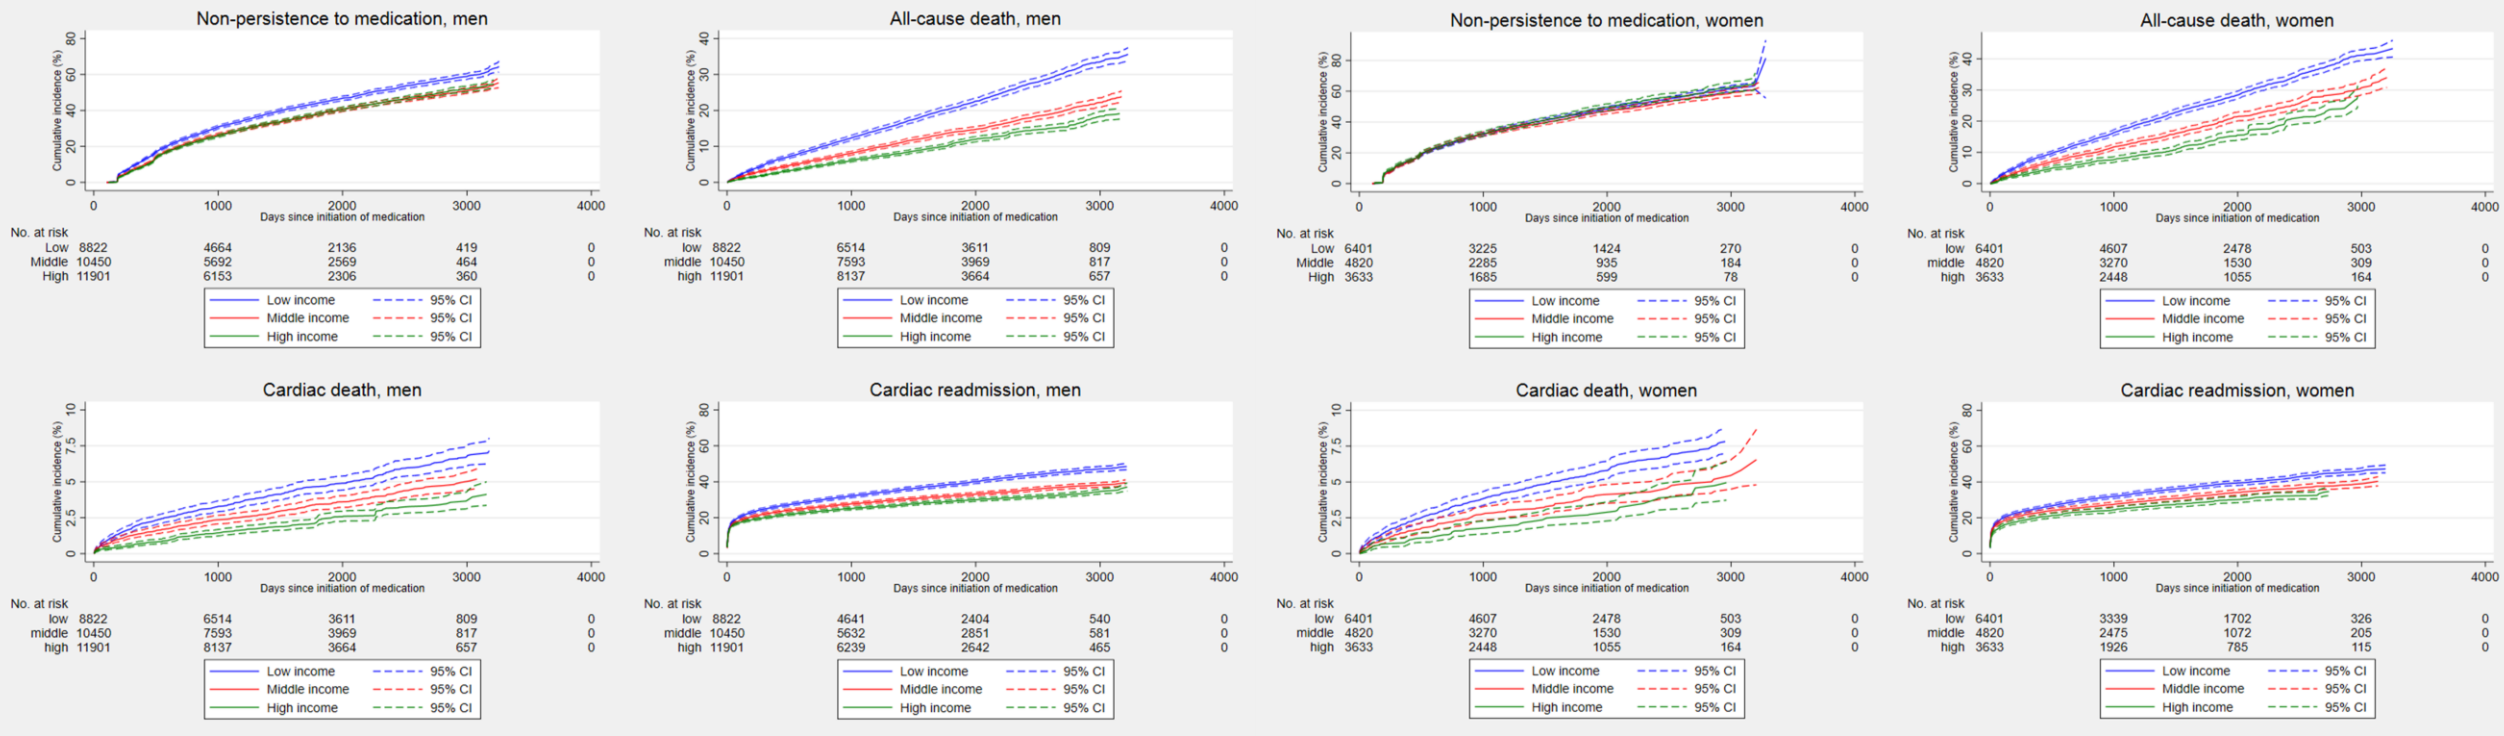 Non-persistence to medication, men
Cumulative incidence (%)
80
60
40
20
0
0 1000 2000 3000 4000
Days since initiation of medication
No. at risk
Low 8822 4664 2136 419 0
Middle 10450 5692 2569 464 0
High 11901 6153 2306 360 0
Low income 95% CI
Middle income 95% CI
High income 95% CI
All-cause death, men
Cumulative incidence (%)
40
30
20
10
0
0 1000 2000 3000 4000
Days since initiation of medication
No. at risk
low 8822 6514 3611 809 0
middle 10450 7593 3969 817 0
high 11901 8137 3664 657 0
Low income 95% CI
Middle income 95% CI
High income 95% CI
Non-persistence to medication, women
Cumulative incidence (%)
80
60
40
20
0
0 1000 2000 3000 4000
Days since initiation of medication
No. at risk
Low 6401 3225 1424 270 0
Middle 4820 2285 935 184 0
High 3633 1685 599 78 0
Low income 95% CI
Middle income 95% CI
High income 95% CI
All-cause death, women
Cumulative incidence (%)
40
30
20
10
0
0 1000 2000 3000 4000
Days since initiation of medication
No. at risk
low 6401 4607 2478 503 0
middle 4820 3270 1530 309 0
high 3633 2448 1055 164 0
Low income 95% CI
Middle income 95% CI
High income 95% CI
Cardiac death, men
Cumulative incidence (%)
10
7.5
5
2.5
0
0 1000 2000 3000 4000
Days since initiation of medication
No. at risk
low 8822 6514 3611 809 0
middle 10450 7593 3969 817 0
high 11901 8137 3664 657 0
Low income 95% CI
Middle income 95% CI
High income 95% CI
Cardiac readmission, men
Cumulative incidence (%)
80
60
40
20
0
0 1000 2000 3000 4000
Days since initiation of medication
No. at risk
low 8822 4641 2404 540 0
middle 10450 5632 2851 581 0
high 11901 6239 2642 465 0
Low income 95% CI
Middle income 95% CI
High income 95% CI
Cardiac death, women
Cumulative incidence (%)
10
7.5
5
2.5
0
0 1000 2000 3000 4000
Days since initiation of medication
No. at risk
low 6401 4607 2478 503 0
middle 4820 3270 1530 309 0
high 3633 2448 1055 164 0
Low income 95% CI
Middle income 95% CI
High income 95% CI
Cardiac readmission, women
Cumulative incidence (%)
80
60
40
20
0
0 1000 2000 3000 4000
Days since initiation of medication
No. at risk
low 6401 3339 1702 326 0
middle 4820 2475 1072 205 0
high 3633 1926 785 115 0
Low income 95% CI
Middle income 95% CI
High income 95% CI